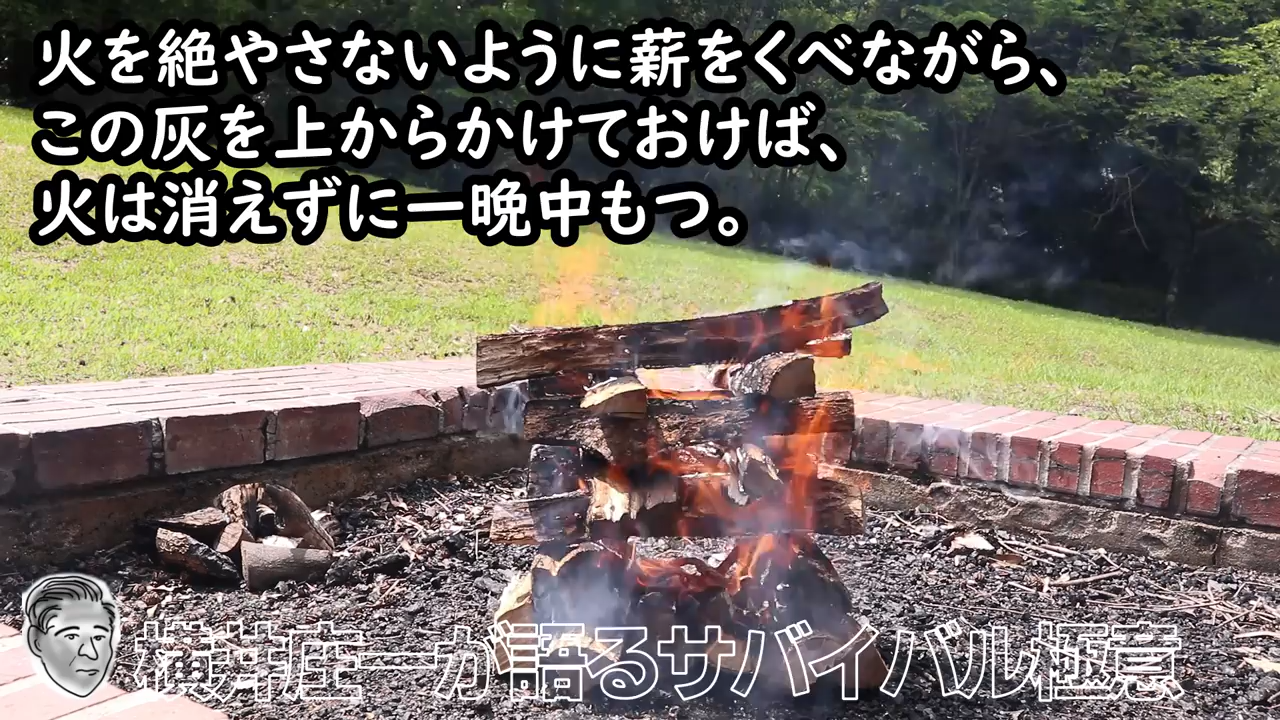 火を絶やさないように薪をくべながら、
この灰を上からかけておけば、
火は消えずに一晩中もつ。
横井庄一が語るサバイバル極意